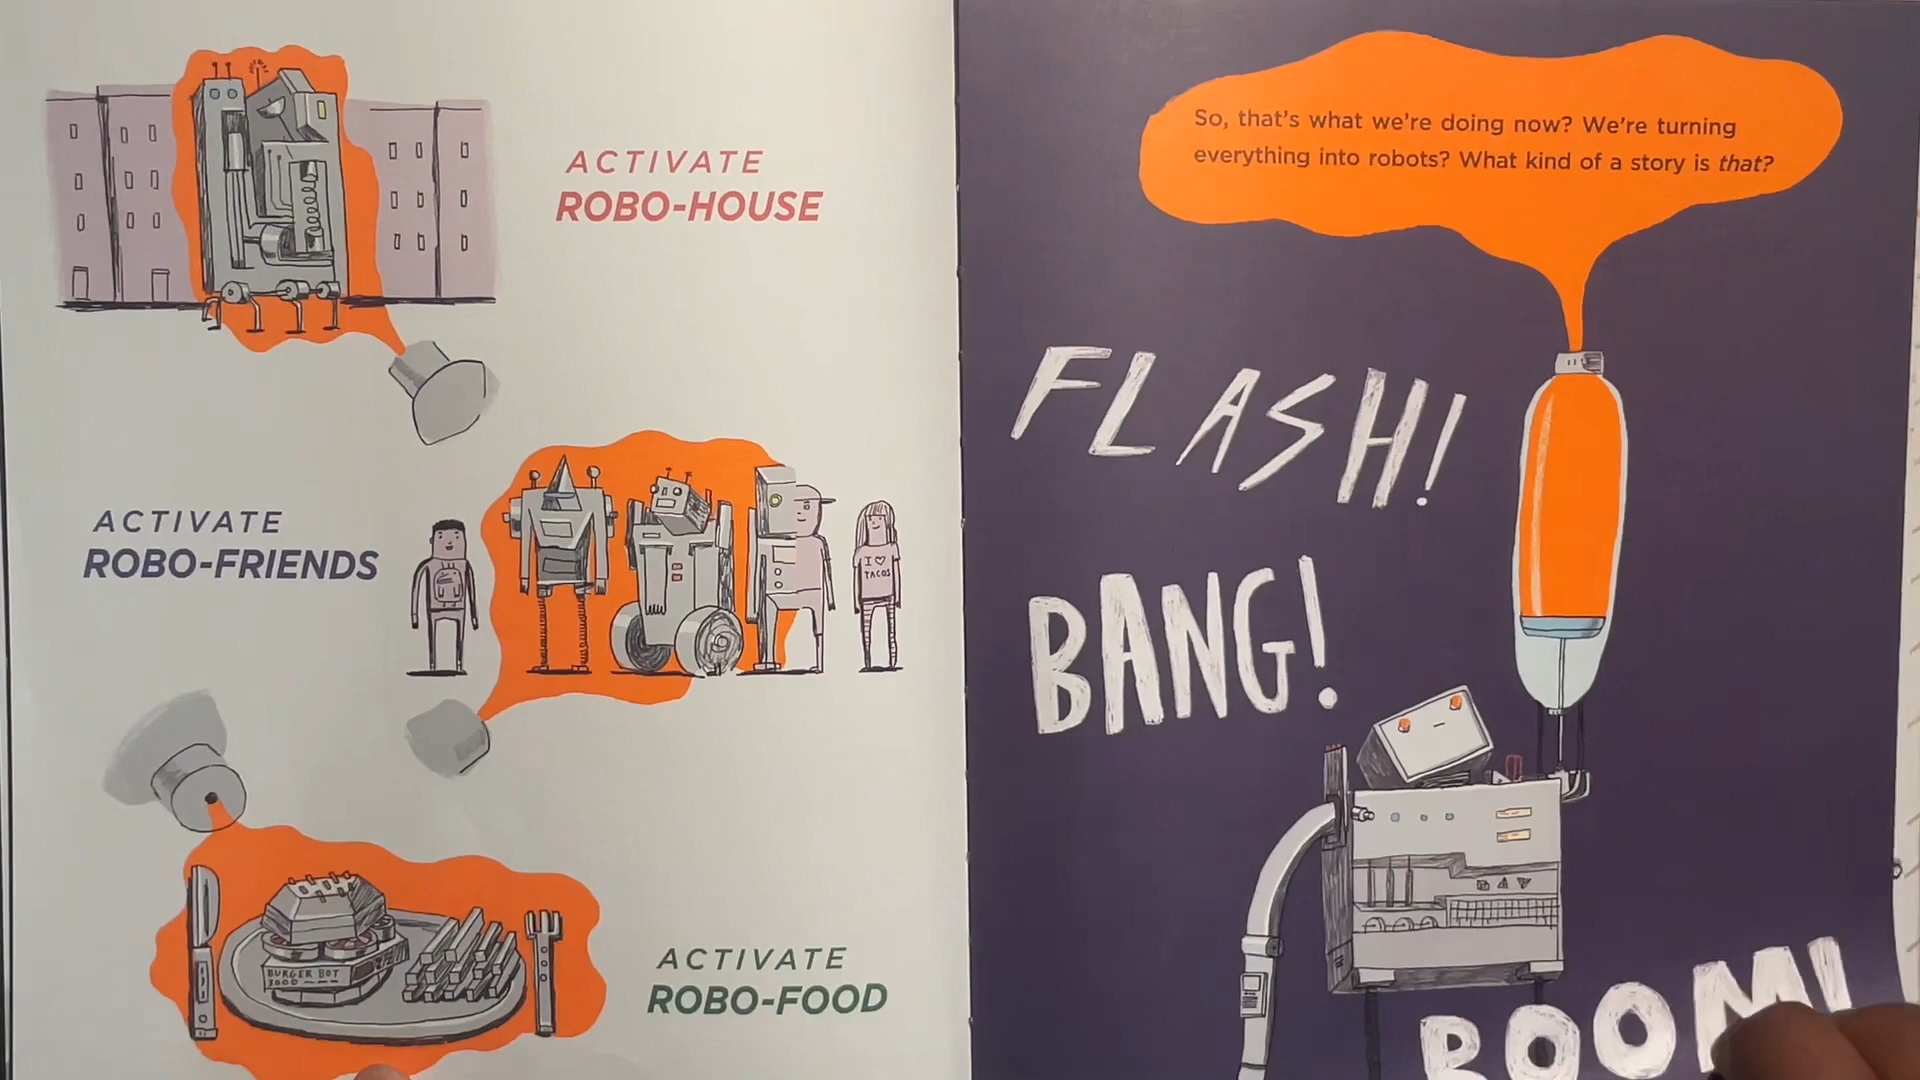 ACTIVATE
ROBO-HOUSE
ACTIVATE
ROBO-FRIENDS
I ♡
TACOS
BURGER BOT
3000
ACTIVATE
ROBO-FOOD
So, that's what we're doing now? We're turning
everything into robots? What kind of a story is that?
FLASH!
BANG!
BOOM!